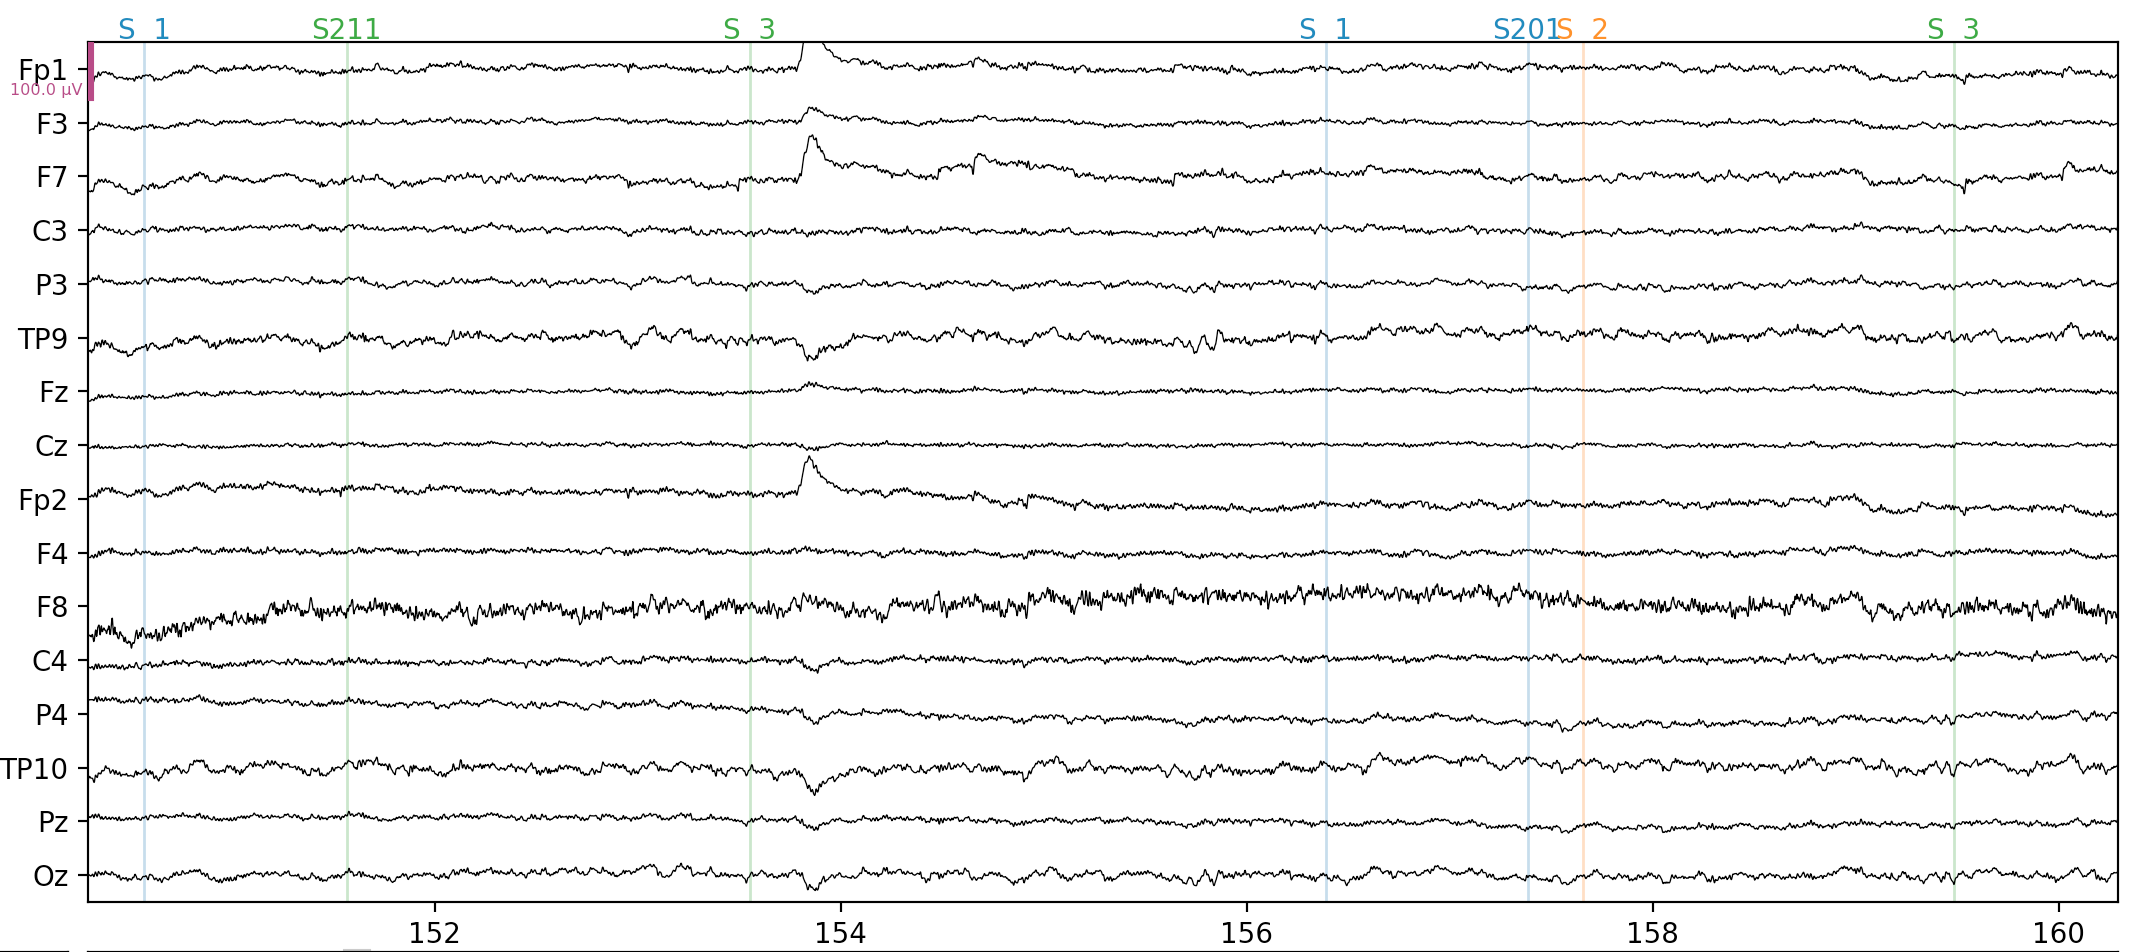 S  1 S211 S  3 S  1 S201 S  2 S  3
Fp1
100.0 µV
F3
F7
C3
P3
TP9
Fz
Cz
Fp2
F4
F8
C4
P4
TP10
Pz
Oz
152 154 156 158 160